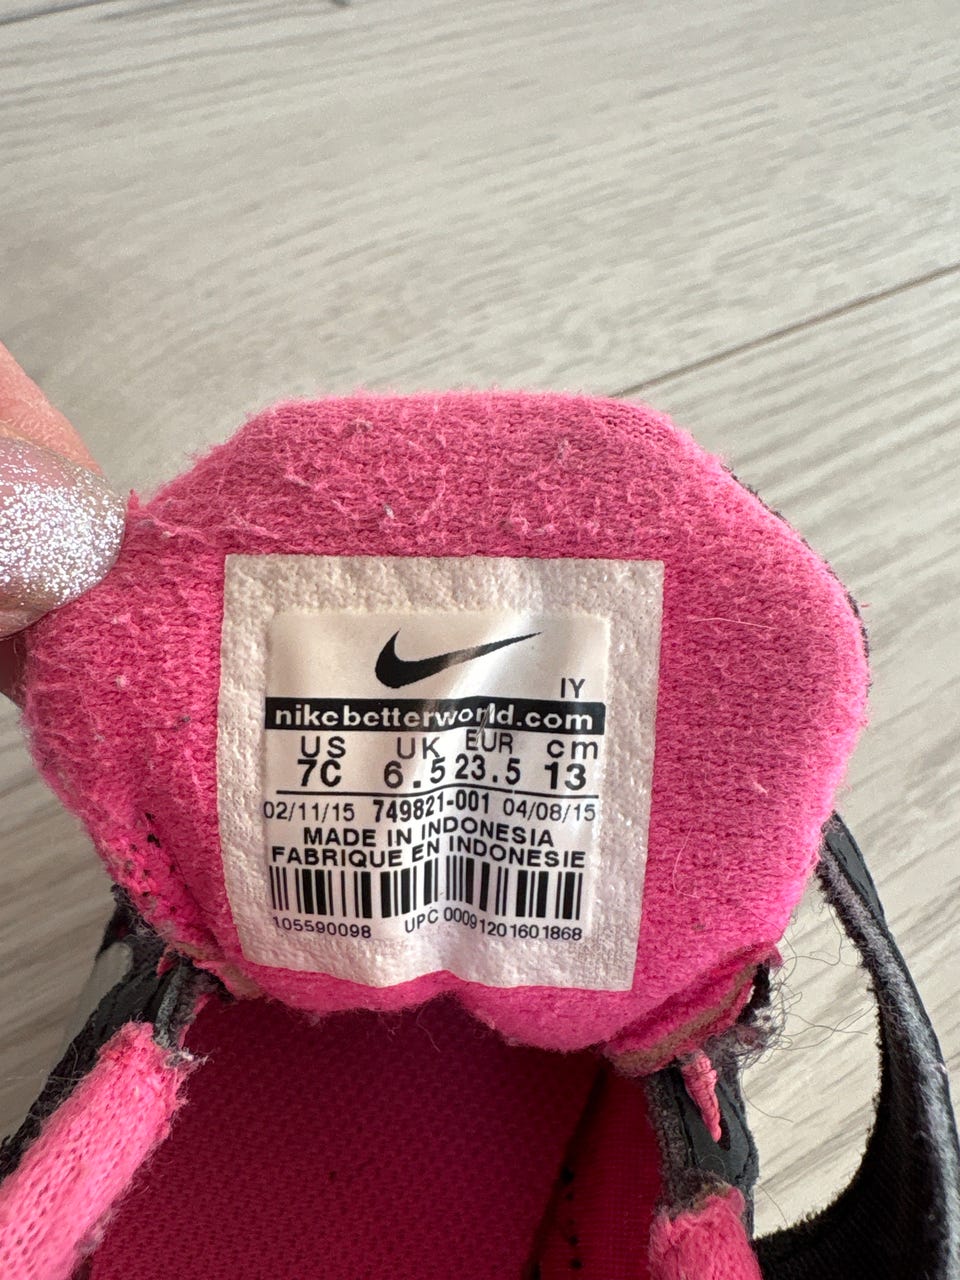 IY
nikebetterworld.com
US UK EUR cm
7C 6.5 23.5 13
02/11/15 749821-001 04/08/15
MADE IN INDONESIA
FABRIQUE EN INDONESIE
105590098 UPC 00091201601868